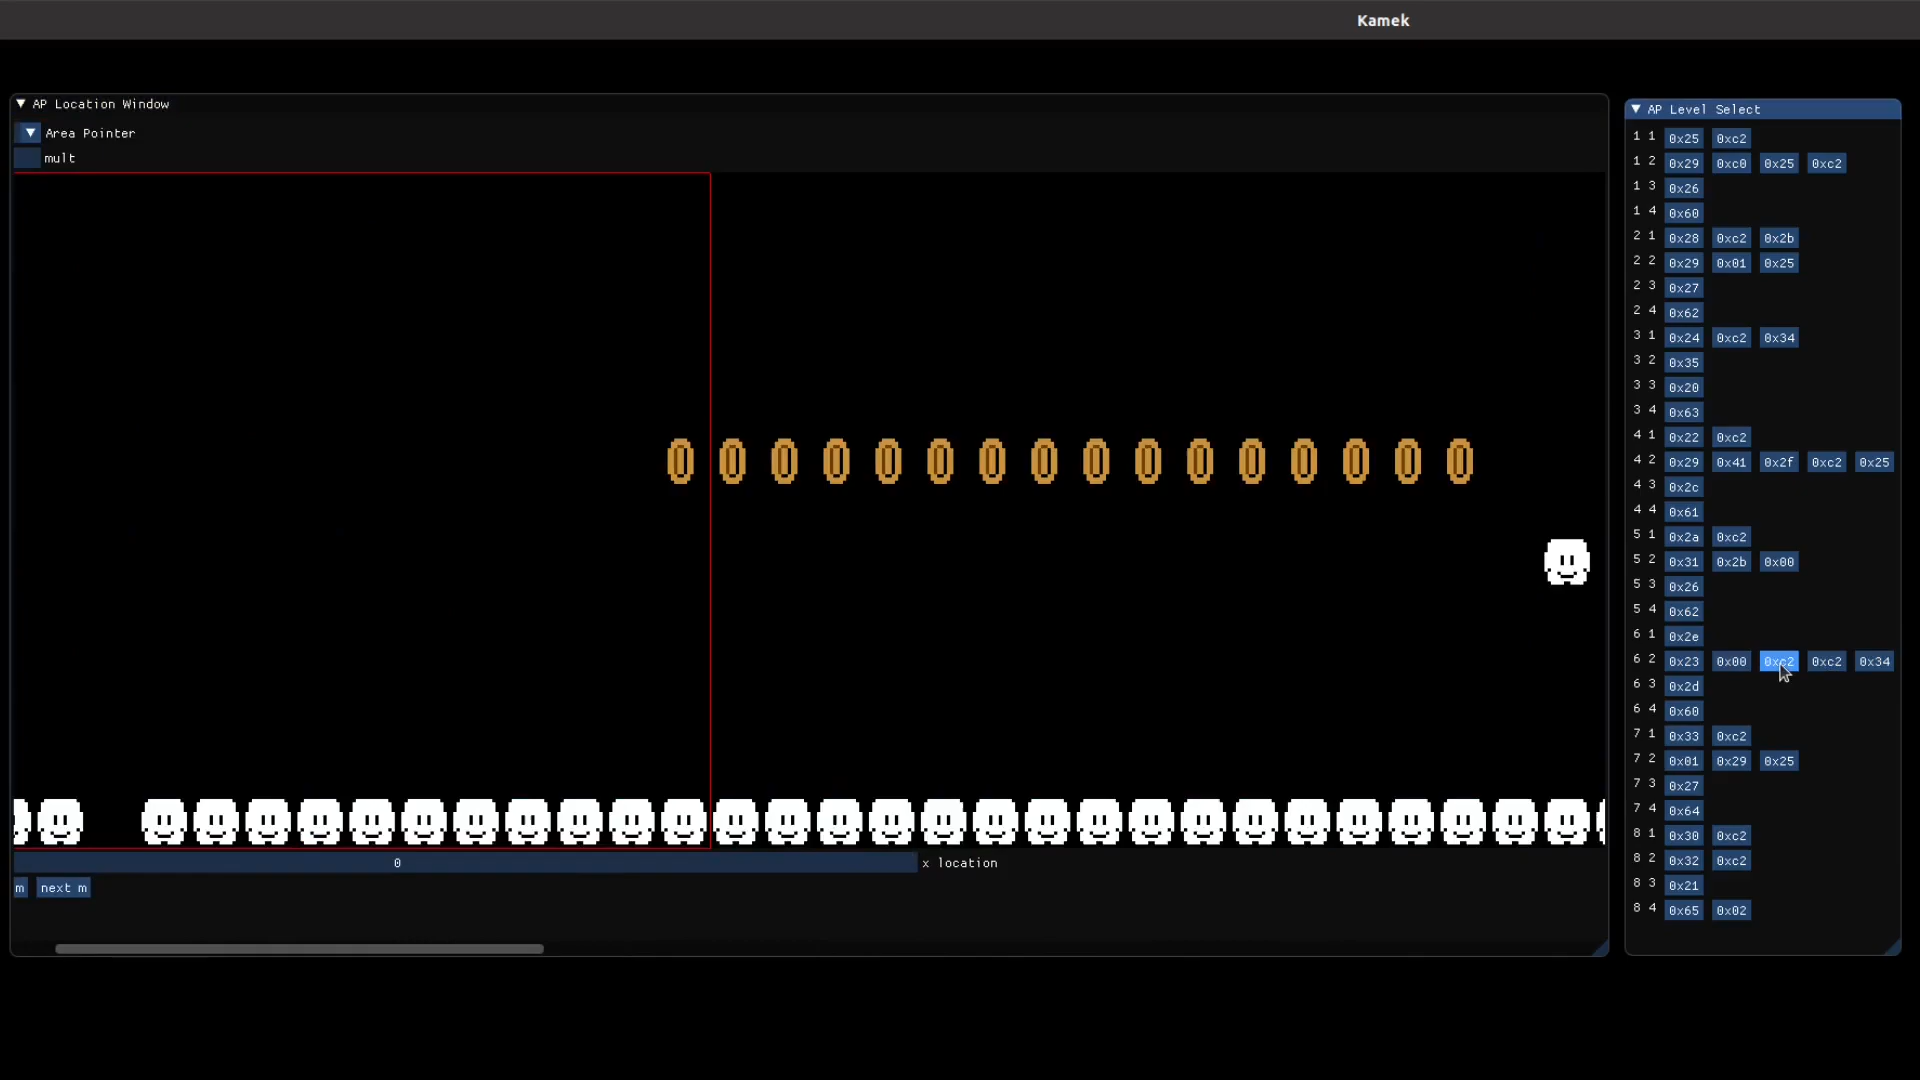 Kamek
AP Location Window
Area Pointer
mult
0 x location
m next m
AP Level Select
1 1 0x25 0xc2
1 2 0x29 0xc0 0x25 0xc2
1 3 0x26
1 4 0x60
2 1 0x28 0xc2 0x2b
2 2 0x29 0x01 0x25
2 3 0x27
2 4 0x62
3 1 0x24 0xc2 0x34
3 2 0x35
3 3 0x20
3 4 0x63
4 1 0x22 0xc2
4 2 0x29 0x41 0x2f 0xc2 0x25
4 3 0x2c
4 4 0x61
5 1 0x2a 0xc2
5 2 0x31 0x2b 0x00
5 3 0x26
5 4 0x62
6 1 0x2e
6 2 0x23 0x00 0xc2 0xc2 0x34
6 3 0x2d
6 4 0x60
7 1 0x33 0xc2
7 2 0x01 0x29 0x25
7 3 0x27
7 4 0x64
8 1 0x30 0xc2
8 2 0x32 0xc2
8 3 0x21
8 4 0x65 0x02